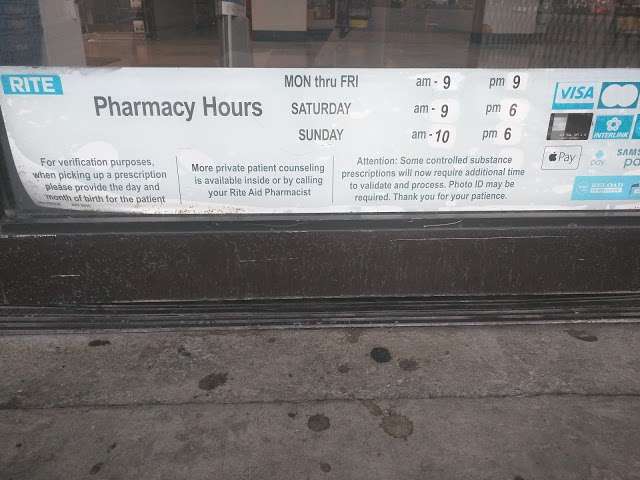 RITE
Pharmacy Hours
MON thru FRI am - 9 pm 9
SATURDAY am - 9 pm 6
SUNDAY am - 10 pm 6
For verification purposes,
when picking up a prescription
please provide the day and
month of birth for the patient
More private patient counseling
is available inside or by calling
your Rite Aid Pharmacist
Attention: Some controlled substance
prescriptions will now require additional time
to validate and process. Photo ID may be
required. Thank you for your patience.
VISA
INTERLINK
Pay
pay
SAMS
pa
RELOAD